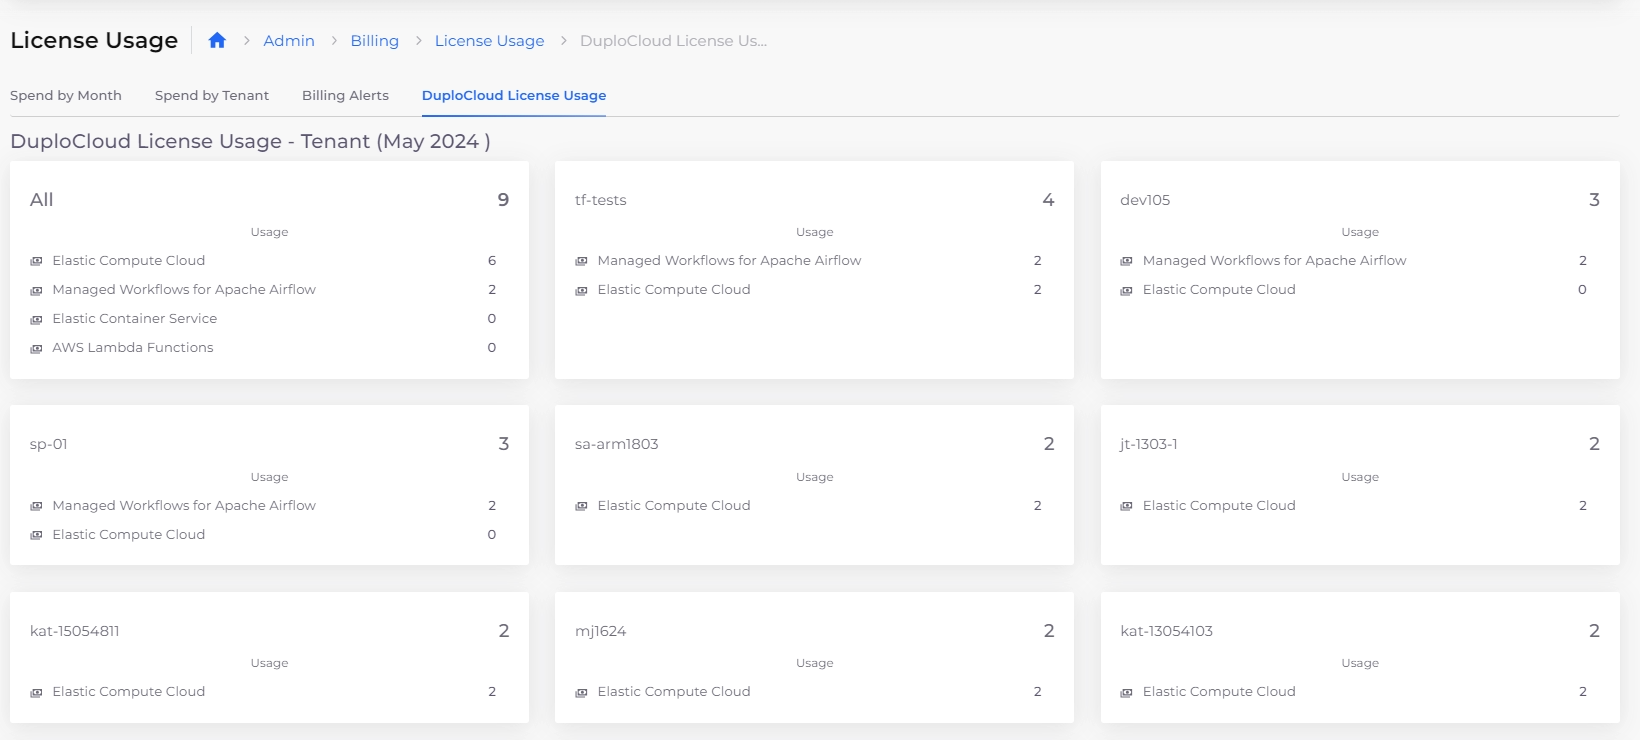 License Usage > Admin > Billing > License Usage > DuploCloud License Us...
Spend by Month Spend by Tenant Billing Alerts DuploCloud License Usage
DuploCloud License Usage - Tenant (May 2024 )
All 9
Usage
Elastic Compute Cloud 6
Managed Workflows for Apache Airflow 2
Elastic Container Service 0
AWS Lambda Functions 0
tf-tests 4
Usage
Managed Workflows for Apache Airflow 2
Elastic Compute Cloud 2
dev105 3
Usage
Managed Workflows for Apache Airflow 2
Elastic Compute Cloud 0
sp-01 3
Usage
Managed Workflows for Apache Airflow 2
Elastic Compute Cloud 0
sa-arm1803 2
Usage
Elastic Compute Cloud 2
jt-1303-1 2
Usage
Elastic Compute Cloud 2
kat-15054811 2
Usage
Elastic Compute Cloud 2
mj1624 2
Usage
Elastic Compute Cloud 2
kat-13054103 2
Usage
Elastic Compute Cloud 2